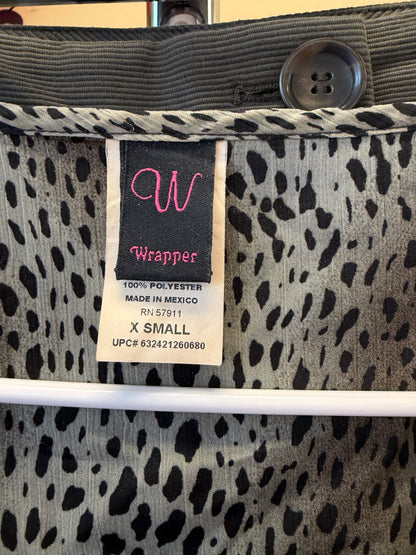 W
Wrapper
100% POLYESTER
MADE IN MEXICO
RN 57911
X SMALL
UPC# 632421260680